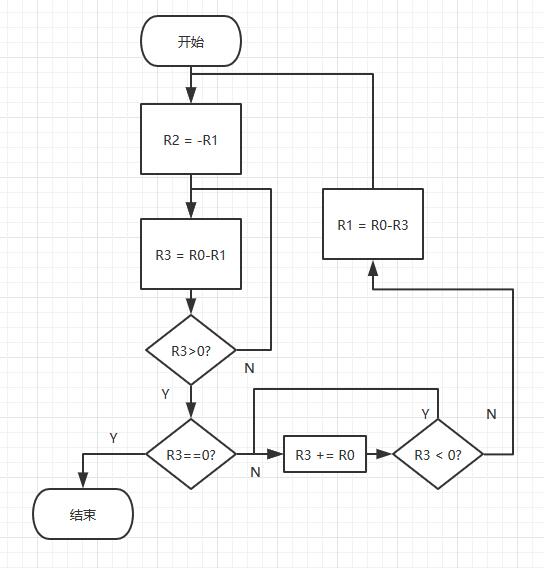 开始
R2 = -R1
R3 = R0-R1
R1 = R0-R3
R3>0?
N
Y
Y
R3==0?
N
R3 += R0
Y
R3 < 0?
N
结束